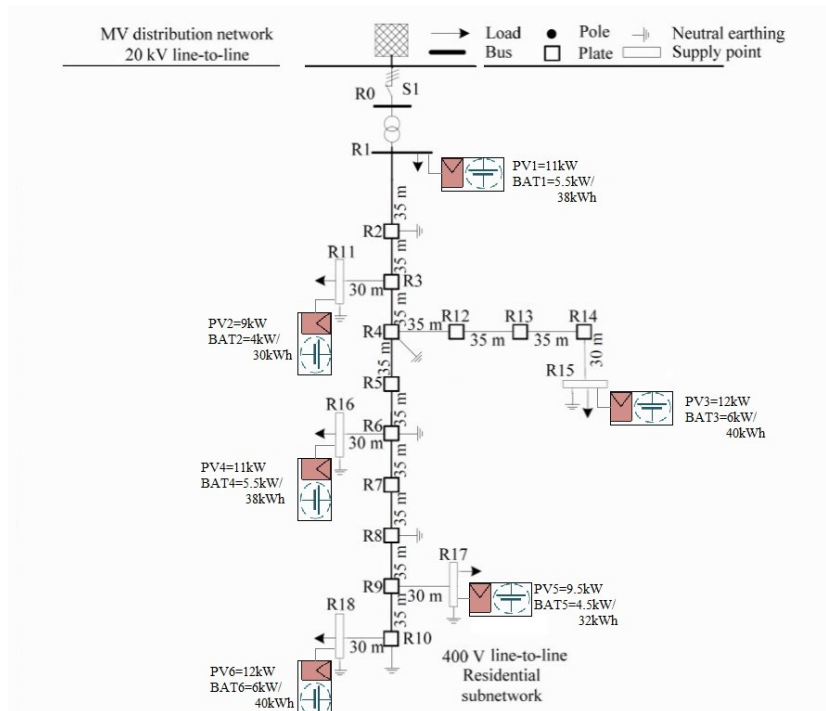 MV distribution network
20 kV line-to-line
Load
Pole
Neutral earthing
Bus
Plate
Supply point
R0
S1
R1
PV1=11kW
BAT1=5.5kW/
38kWh
35 m
R2
35 m
R11
R3
30 m
35 m
PV2=9kW
BAT2=4kW/
30kWh
R4
35 m
R12
35 m
R13
35 m
R14
30 m
R15
PV3=12kW
BAT3=6kW/
40kWh
35 m
R5
35 m
R16
R6
30 m
35 m
PV4=11kW
BAT4=5.5kW/
38kWh
R7
35 m
R8
35 m
R17
R9
30 m
PV5=9.5kW
BAT5=4.5kW/
32kWh
35 m
R18
R10
30 m
PV6=12kW
BAT6=6kW/
40kWh
400 V line-to-line
Residential
subnetwork